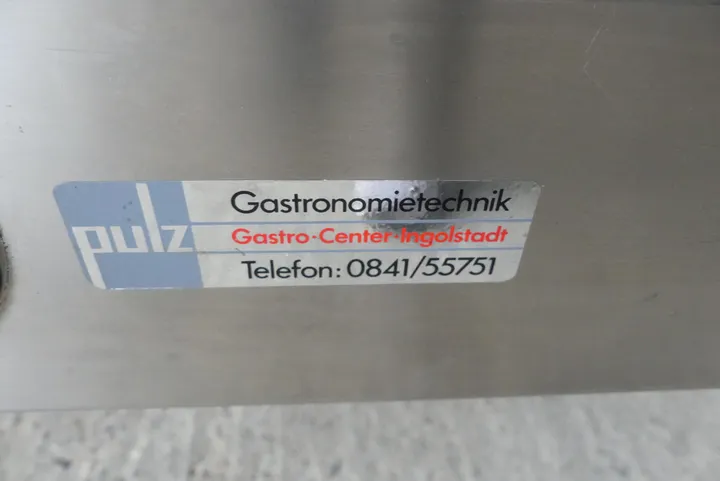 pulz
Gastronomietechnik
Gastro·Center·Ingolstadt
Telefon: 0841/55751